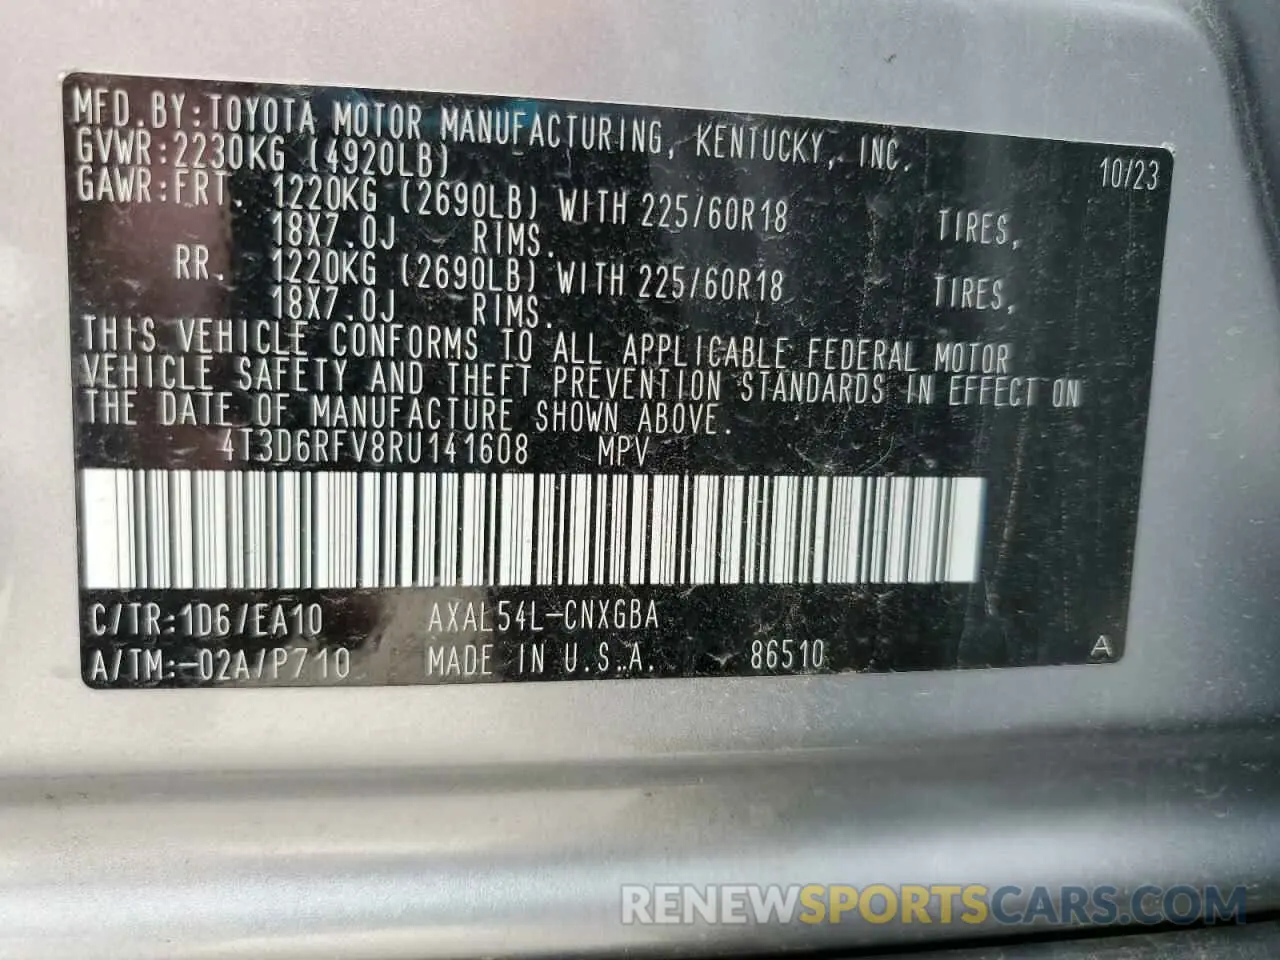 MFD.BY:TOYOTA MOTOR MANUFACTURING, KENTUCKY, INC.
GVWR:2230KG (4920LB) 10/23
GAWR:FRT. 1220KG (2690LB) WITH 225/60R18 TIRES,
18X7.0J RIMS.
RR. 1220KG (2690LB) WITH 225/60R18 TIRES,
18X7.0J RIMS.
THIS VEHICLE CONFORMS TO ALL APPLICABLE FEDERAL MOTOR
VEHICLE SAFETY AND THEFT PREVENTION STANDARDS IN EFFECT ON
THE DATE OF MANUFACTURE SHOWN ABOVE.
4T3D6RFV8RU141608 MPV
C/TR:1D6/EA10 AXAL54L-CNXGBA
A/TM:-02A/P710 MADE IN U.S.A. 86510 A
RENEWSPORTSCARS.COM